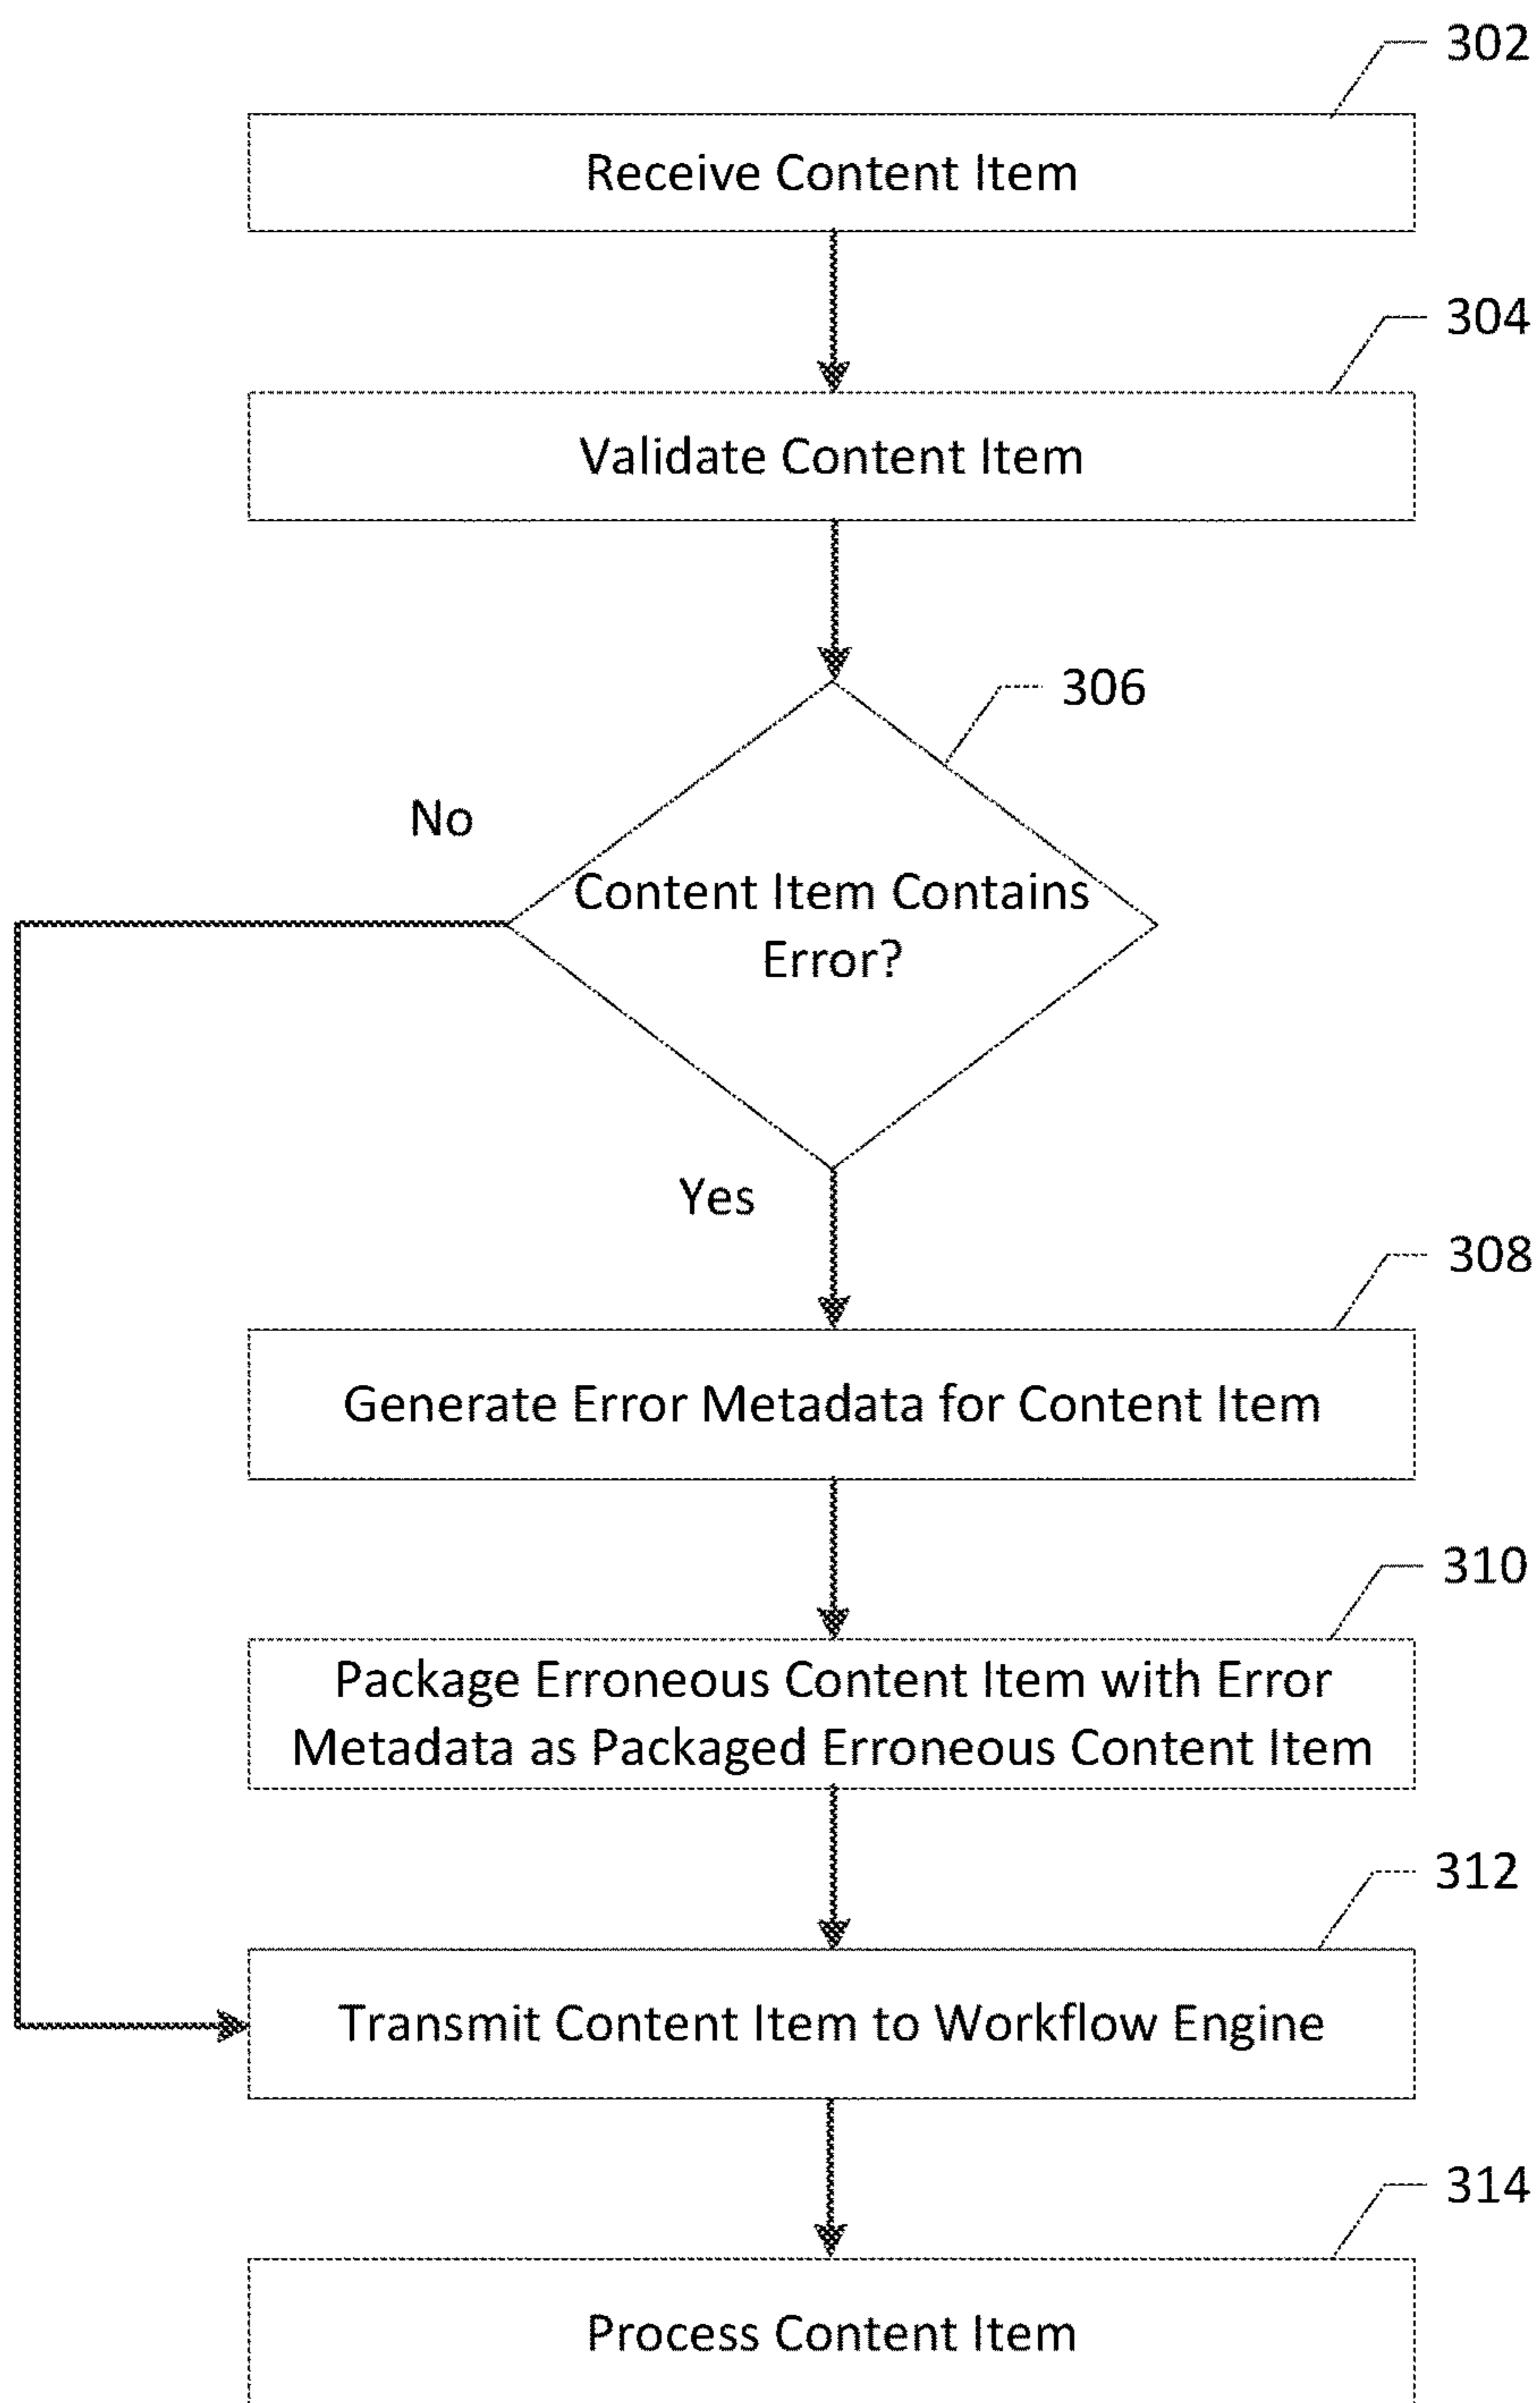 302
Receive Content Item
304
Validate Content Item
306
No
Content Item Contains
Error?
Yes
308
Generate Error Metadata for Content Item
310
Package Erroneous Content Item with Error
Metadata as Packaged Erroneous Content Item
312
Transmit Content Item to Workflow Engine
314
Process Content Item